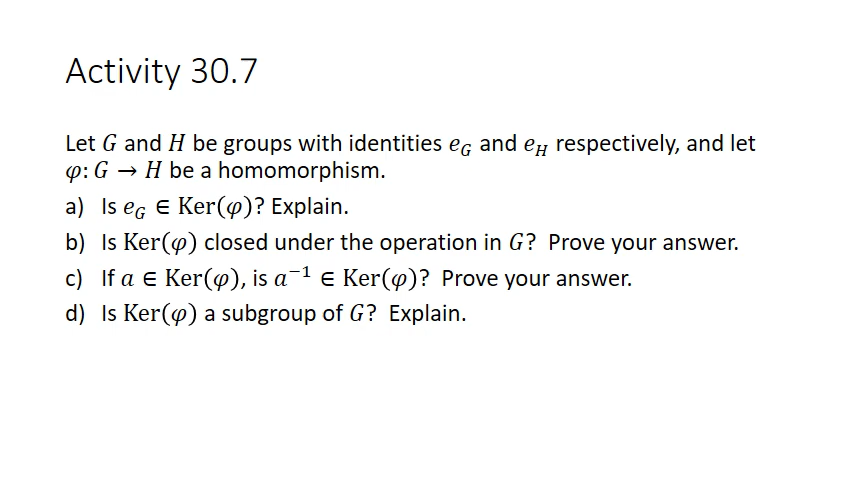 Activity 30.7
Let G and H be groups with identities e_G and e_H respectively, and let
φ: G → H be a homomorphism.
a) Is e_G ∈ Ker(φ)? Explain.
b) Is Ker(φ) closed under the operation in G? Prove your answer.
c) If a ∈ Ker(φ), is a⁻¹ ∈ Ker(φ)? Prove your answer.
d) Is Ker(φ) a subgroup of G? Explain.